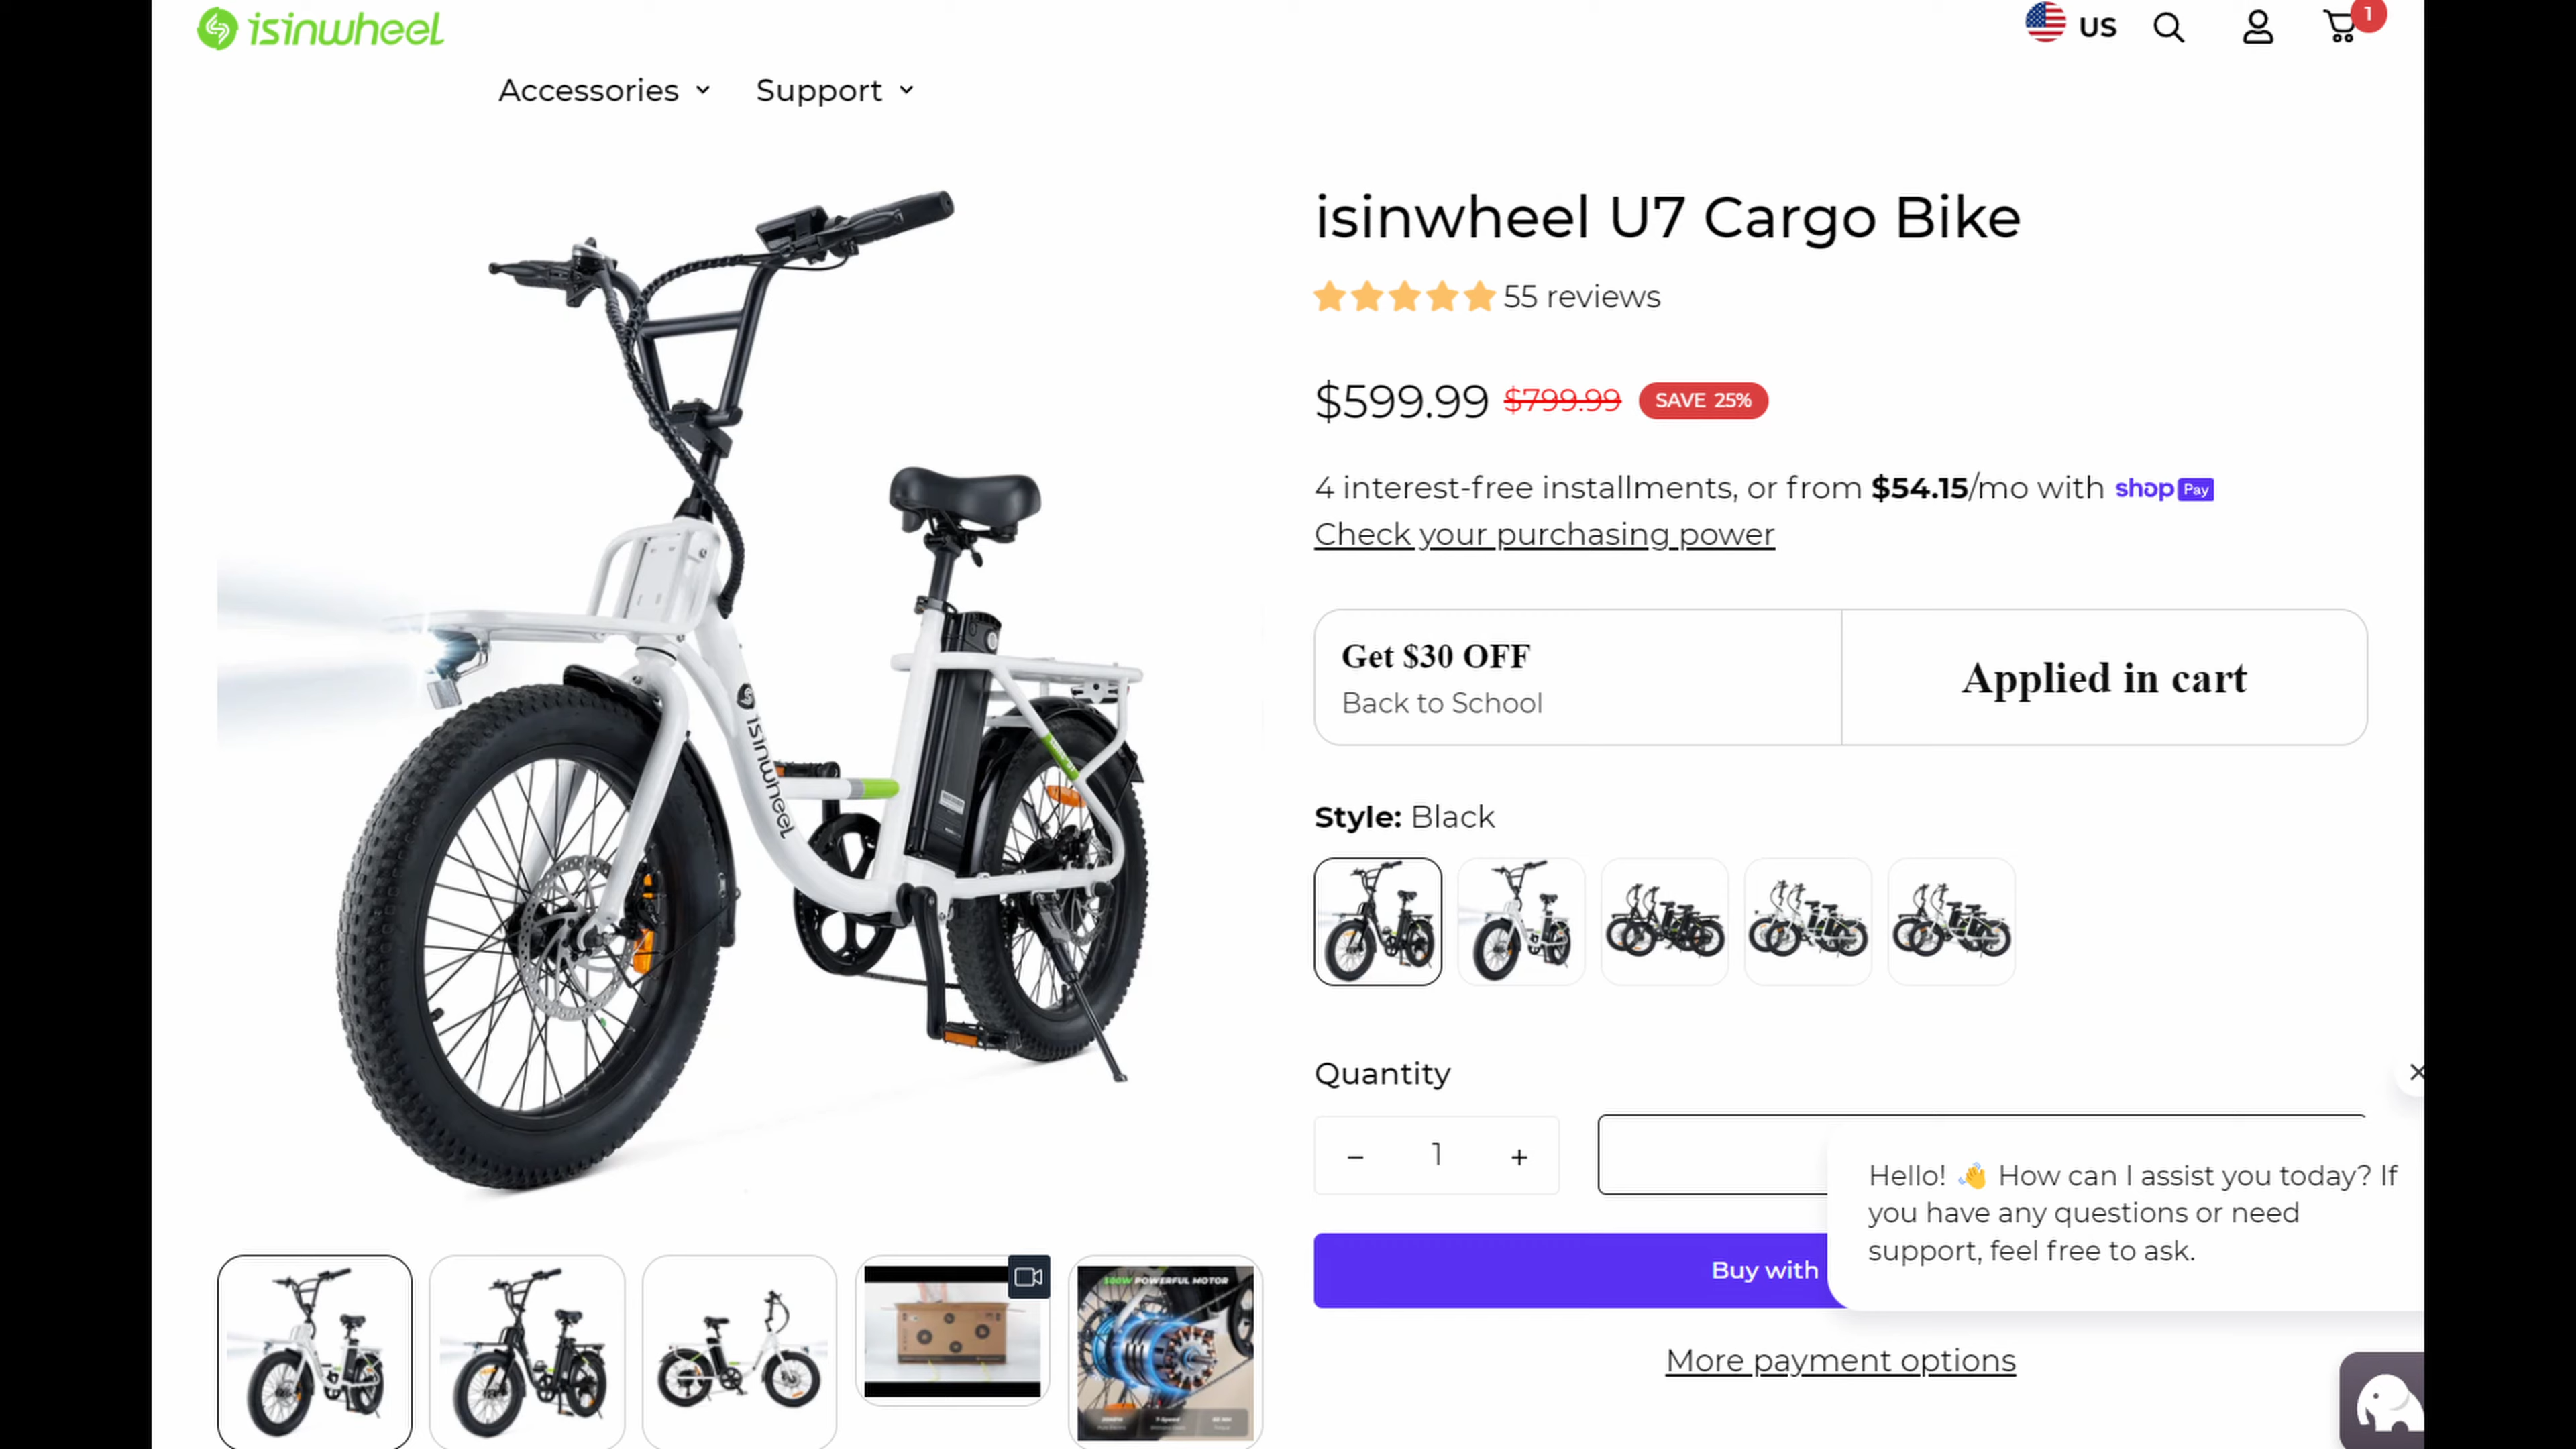 isinwheel
US
1
Accessories
Support
isinwheel U7 Cargo Bike
55 reviews
$599.99 $799.99 SAVE 25%
4 interest-free installments, or from $54.15/mo with shop Pay
Check your purchasing power
Get $30 OFF
Back to School
Applied in cart
Style: Black
Quantity
− 1 +
Buy with
Hello! 👋 How can I assist you today? If
you have any questions or need
support, feel free to ask.
More payment options
isinwheel
500W POWERFUL MOTOR